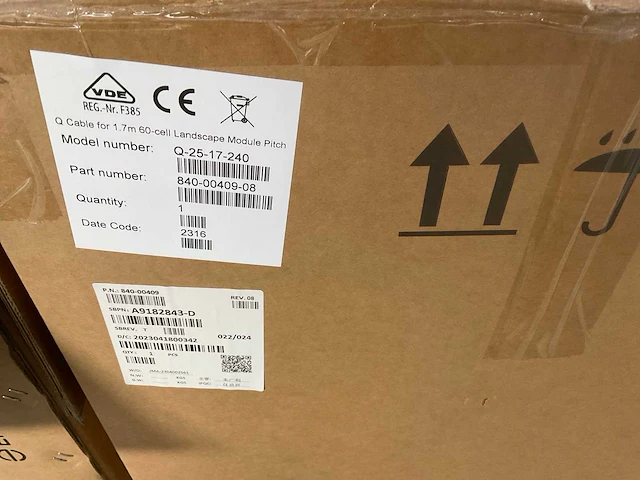 VDE
REG.-Nr. F385
CE
Q Cable for 1.7m 60-cell Landscape Module Pitch
Model number: Q-25-17-240
Part number: 840-00409-08
Quantity: 1
Date Code: 2316
P.N.: 840-00409
REV. 08
SBPN: A9182843-D
SBREV.
D/C: 2023041800342 022/024
QTY: 1 PCS
W/O:
N.W: KGS
G.W: KGS